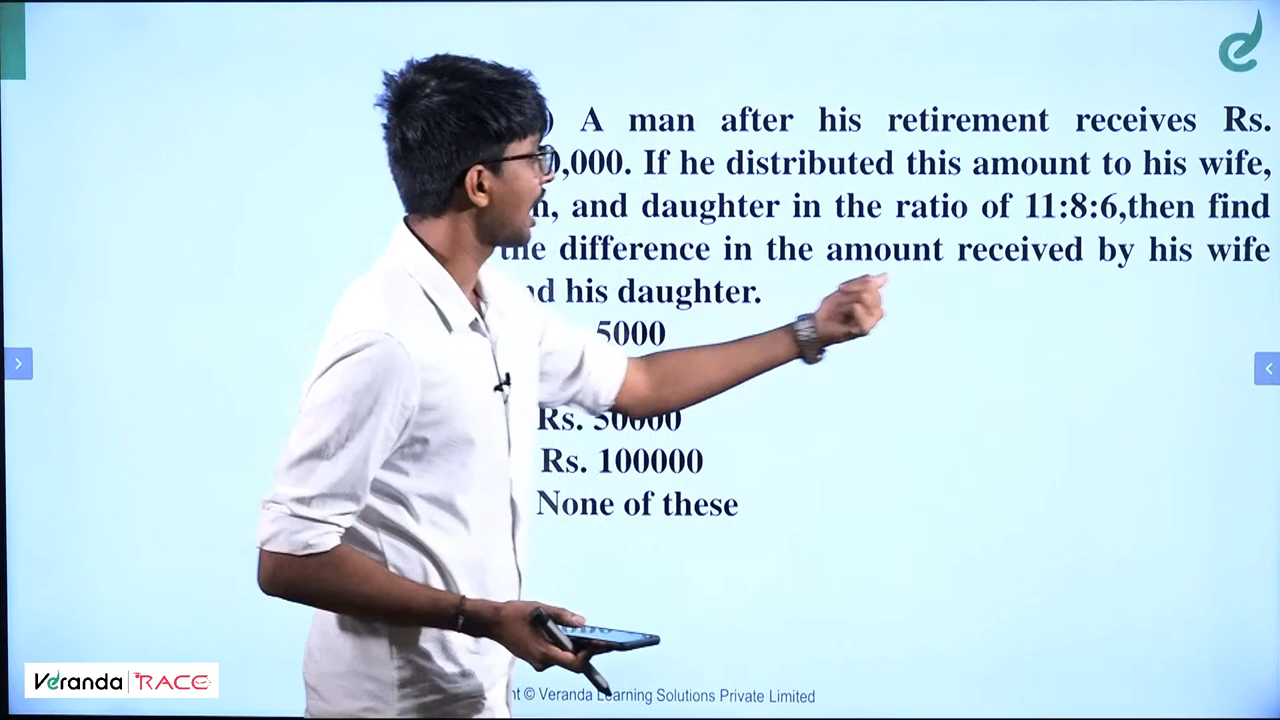 ) A man after his retirement receives Rs.
0,000. If he distributed this amount to his wife,
and daughter in the ratio of 11:8:6,then find
the difference in the amount received by his wife
his daughter.
5000
Rs. 50000
Rs. 100000
None of these
Veranda RACE
© Veranda Learning Solutions Private Limited